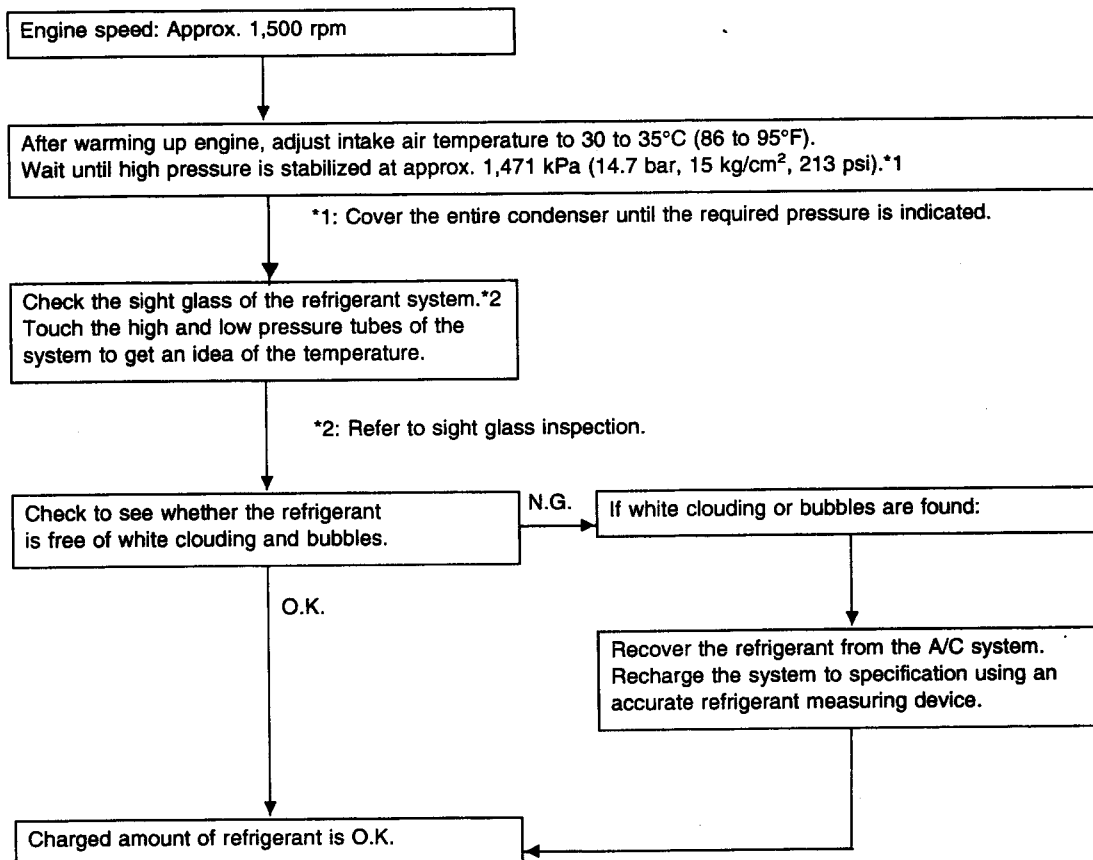 Engine speed: Approx. 1,500 rpm
After warming up engine, adjust intake air temperature to 30 to 35°C (86 to 95°F).
Wait until high pressure is stabilized at approx. 1,471 kPa (14.7 bar, 15 kg/cm², 213 psi).*1
*1: Cover the entire condenser until the required pressure is indicated.
Check the sight glass of the refrigerant system.*2
Touch the high and low pressure tubes of the
system to get an idea of the temperature.
*2: Refer to sight glass inspection.
Check to see whether the refrigerant
is free of white clouding and bubbles.
N.G.
If white clouding or bubbles are found:
O.K.
Recover the refrigerant from the A/C system.
Recharge the system to specification using an
accurate refrigerant measuring device.
Charged amount of refrigerant is O.K.